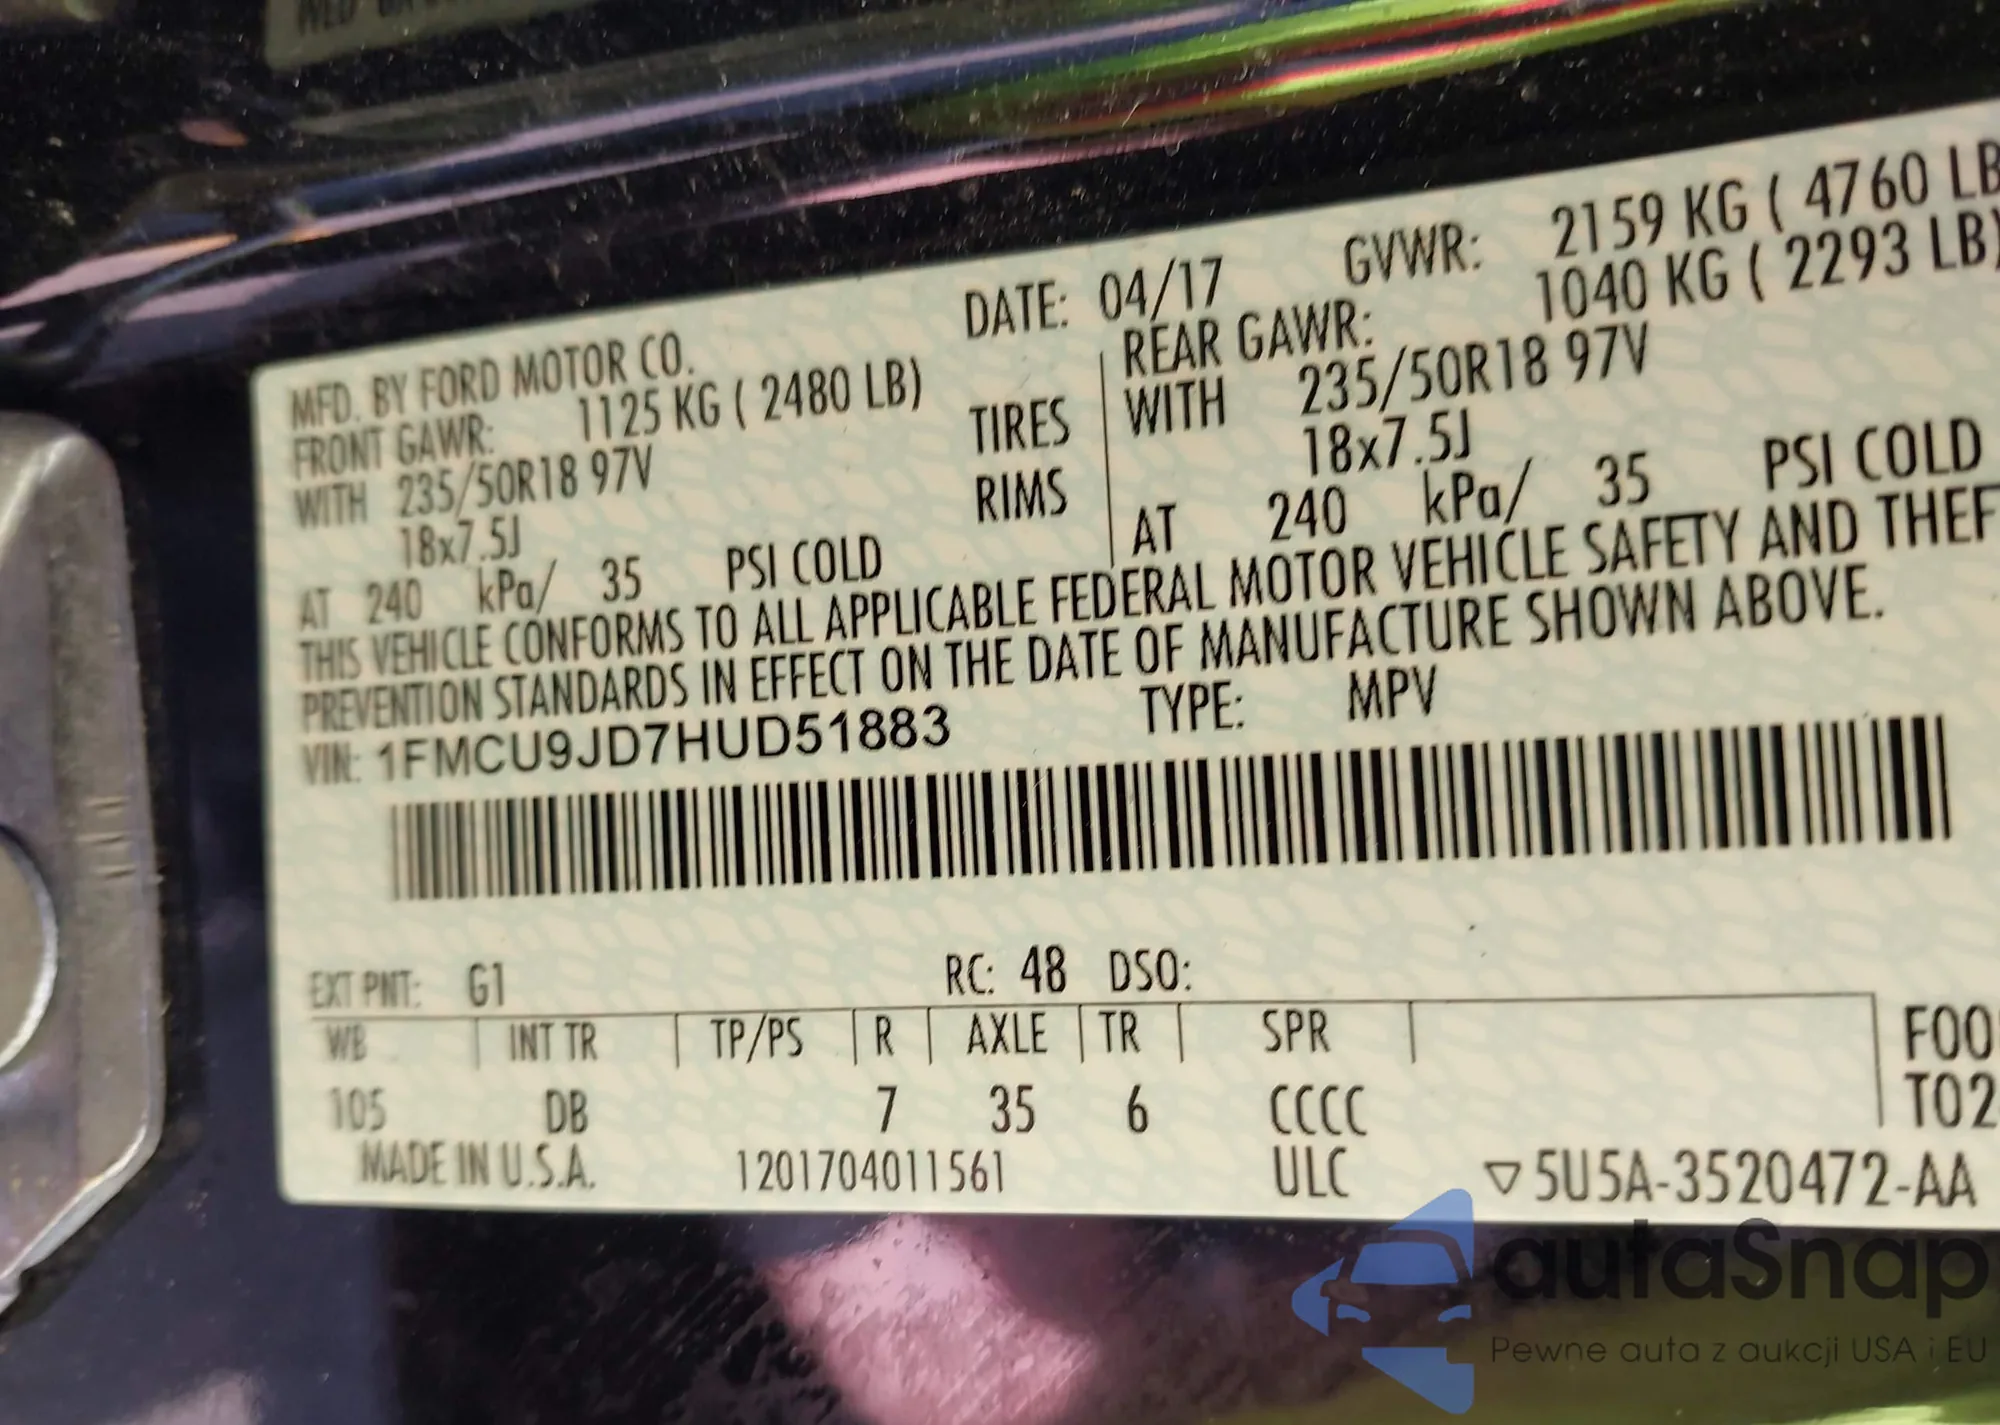 DATE: 04/17 GVWR: 2159 KG ( 4760 LB
MFD. BY FORD MOTOR CO. REAR GAWR: 1040 KG ( 2293 LB)
FRONT GAWR: 1125 KG ( 2480 LB) TIRES WITH 235/50R18 97V
WITH 235/50R18 97V RIMS 18x7.5J
18x7.5J AT 240 kPa/ 35 PSI COLD
AT 240 kPa/ 35 PSI COLD
THIS VEHICLE CONFORMS TO ALL APPLICABLE FEDERAL MOTOR VEHICLE SAFETY AND THEF
PREVENTION STANDARDS IN EFFECT ON THE DATE OF MANUFACTURE SHOWN ABOVE.
VIN: 1FMCU9JD7HUD51883 TYPE: MPV
EXT PNT: G1 RC: 48 DSO:
WB INT TR TP/PS R AXLE TR SPR F00
105 DB 7 35 6 CCCC T02
MADE IN U.S.A. 1201704011561 ULC ▽5U5A-3520472-AA
autaSnap
Pewne auta z aukcji USA i EU